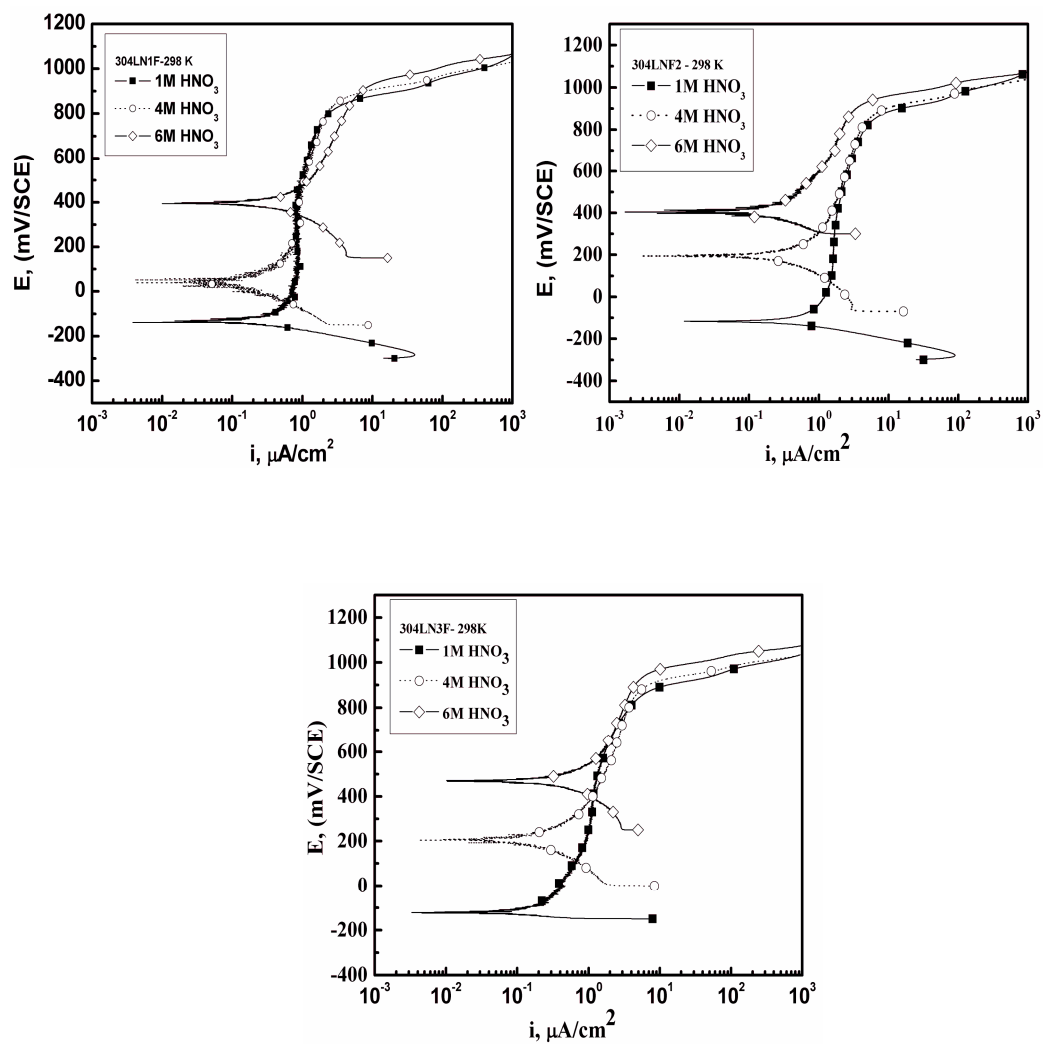 304LN1F-298 K
1M HNO3
4M HNO3
6M HNO3
E, (mV/SCE)
1200
1000
800
600
400
200
0
-200
-400
10-3
10-2
10-1
100
101
102
103
i, μA/cm2
304LNF2 - 298 K
1M HNO3
4M HNO3
6M HNO3
E, (mV/SCE)
1200
1000
800
600
400
200
0
-200
-400
10-3
10-2
10-1
100
101
102
103
i, μA/cm2
304LN3F- 298K
1M HNO3
4M HNO3
6M HNO3
E, (mV/SCE)
1200
1000
800
600
400
200
0
-200
-400
10-3
10-2
10-1
100
101
102
103
i, μA/cm2